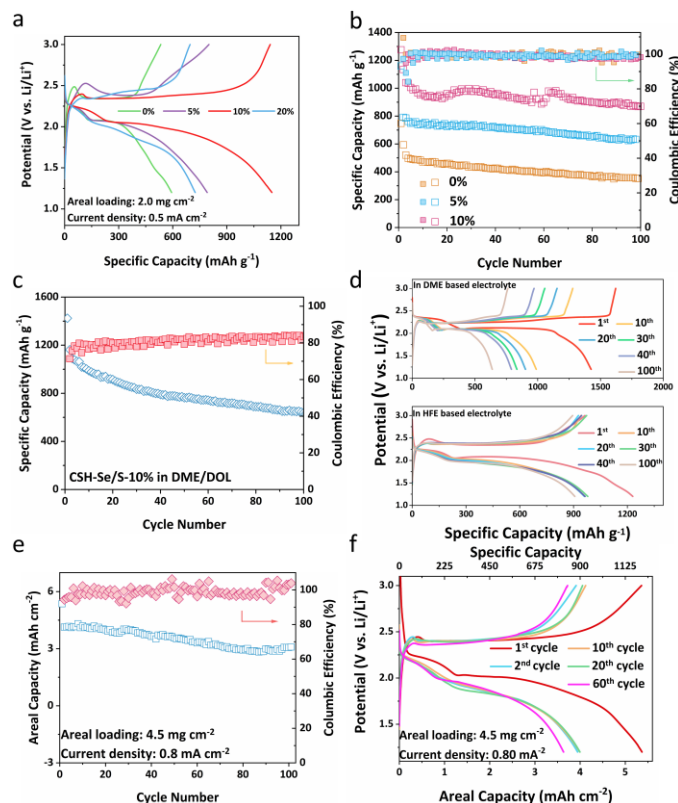 a
Potential (V vs. Li/Li⁺)
3.0
2.4
1.8
1.2
0% 5% 10% 20%
Areal loading: 2.0 mg cm⁻²
Current density: 0.5 mA cm⁻²
0 300 600 900 1200
Specific Capacity (mAh g⁻¹)
b
Specific Capacity (mAh g⁻¹)
1400
1200
1000
800
600
400
200
0
Coulombic Efficiency (%)
100
80
60
40
20
0
0%
5%
10%
0 20 40 60 80 100
Cycle Number
c
Specific Capacity (mAh g⁻¹)
1600
1200
800
400
0
Coulombic Efficiency (%)
100
80
60
40
20
0
CSH-Se/S-10% in DME/DOL
0 20 40 60 80 100
Cycle Number
d
Potential (V vs. Li/Li⁺)
In DME based electrolyte
3.0
2.5
2.0
1.5
1.0
1ˢᵗ 10ᵗʰ
20ᵗʰ 30ᵗʰ
40ᵗʰ
100ᵗʰ
0 500 1000 1500 2000
In HFE based electrolyte
3.0
2.5
2.0
1.5
1.0
1ˢᵗ 10ᵗʰ
20ᵗʰ 30ᵗʰ
40ᵗʰ 100ᵗʰ
0 300 600 900 1200
Specific Capacity (mAh g⁻¹)
e
Areal Capacity (mAh cm⁻²)
6
3
0
-3
Columbic Efficiency (%)
100
80
60
40
20
0
Areal loading: 4.5 mg cm⁻²
Current density: 0.8 mA cm⁻²
0 20 40 60 80 100
Cycle Number
f
Specific Capacity
0 225 450 675 900 1125
Potential (V vs. Li/Li⁺)
3.0
2.5
2.0
1.5
1ˢᵗ cycle 10ᵗʰ cycle
2ⁿᵈ cycle 20ᵗʰ cycle
60ᵗʰ cycle
Areal loading: 4.5 mg cm⁻²
Current density: 0.80 mA⁻²
0 1 2 3 4 5
Areal Capacity (mAh cm⁻²)